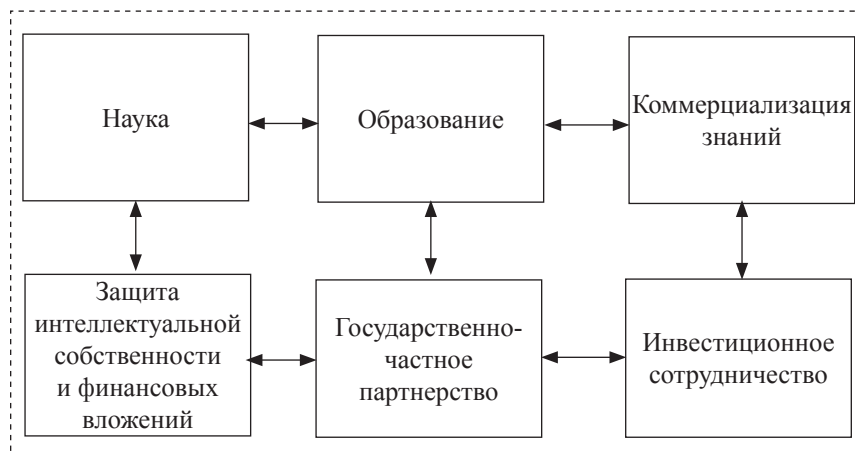 Наука
Образование
Коммерциализация
знаний
Защита
интеллектуальной
собственности
и финансовых
вложений
Государственно-
частное
партнерство
Инвестиционное
сотрудничество